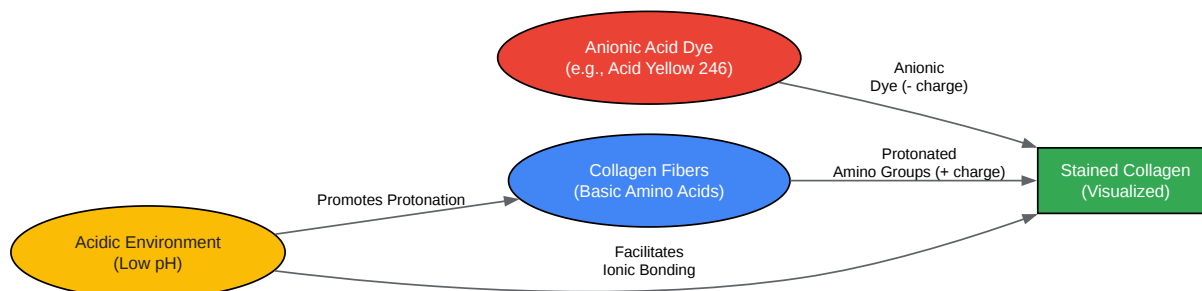 Anionic Acid Dye
(e.g., Acid Yellow 246)
Anionic
Dye (- charge)
Collagen Fibers
(Basic Amino Acids)
Protonated
Amino Groups (+ charge)
Stained Collagen
(Visualized)
Promotes Protonation
Acidic Environment
(Low pH)
Facilitates
Ionic Bonding